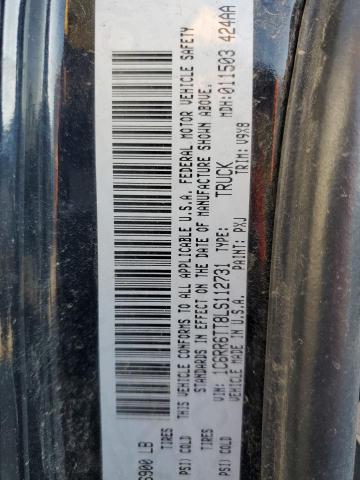 6900 LB
TIRES
PSI/ COLD
TIRES
PSI/ COLD
THIS VEHICLE CONFORMS TO ALL APPLICABLE U.S.A. FEDERAL MOTOR VEHICLE SAFETY
STANDARDS IN EFFECT ON THE DATE OF MANUFACTURE SHOWN ABOVE.
VIN: 1C6RR6TT8LS112731 TYPE: TRUCK MDH:011503 424AA
VEHICLE MADE IN U.S.A. PAINT: PXJ TRIM: V9X8